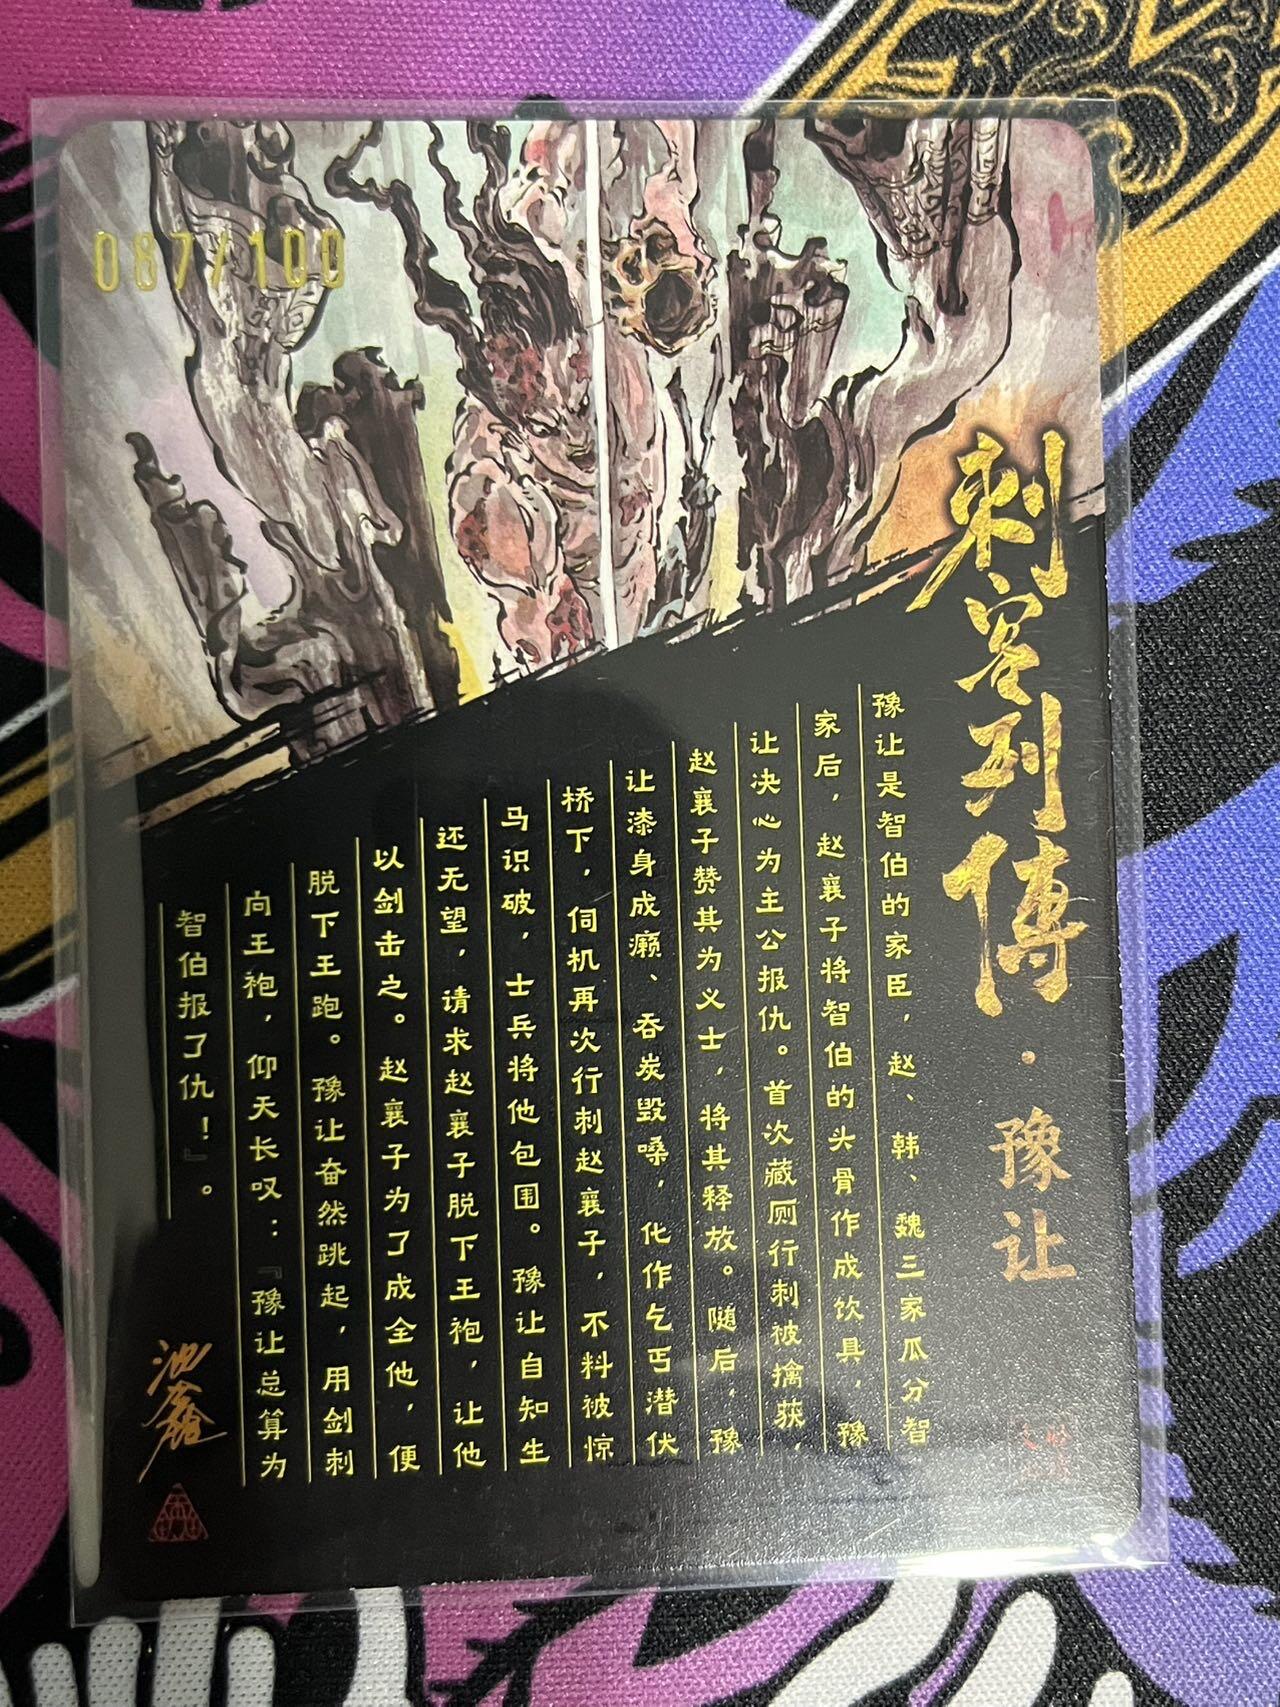 087/100
刺客列傳·豫让
豫让是智伯的家臣，赵、韩、魏三家瓜分智
家后，赵襄子将智伯的头骨作成饮具，豫
让决心为主公报仇。首次藏厕行刺被擒获，
赵襄子赞其为义士，将其释放。随后，豫
让漆身成癞、吞炭毁嗓，化作乞丐潜伏
桥下，伺机再次行刺赵襄子，不料被惊
马识破，士兵将他包围。豫让自知生
还无望，请求赵襄子脱下王袍，让他
以剑击之。赵襄子为了成全他，便
脱下王跑。豫让奋然跳起，用剑刺
向王袍，仰天长叹：『豫让总算为
智伯报了仇！』。